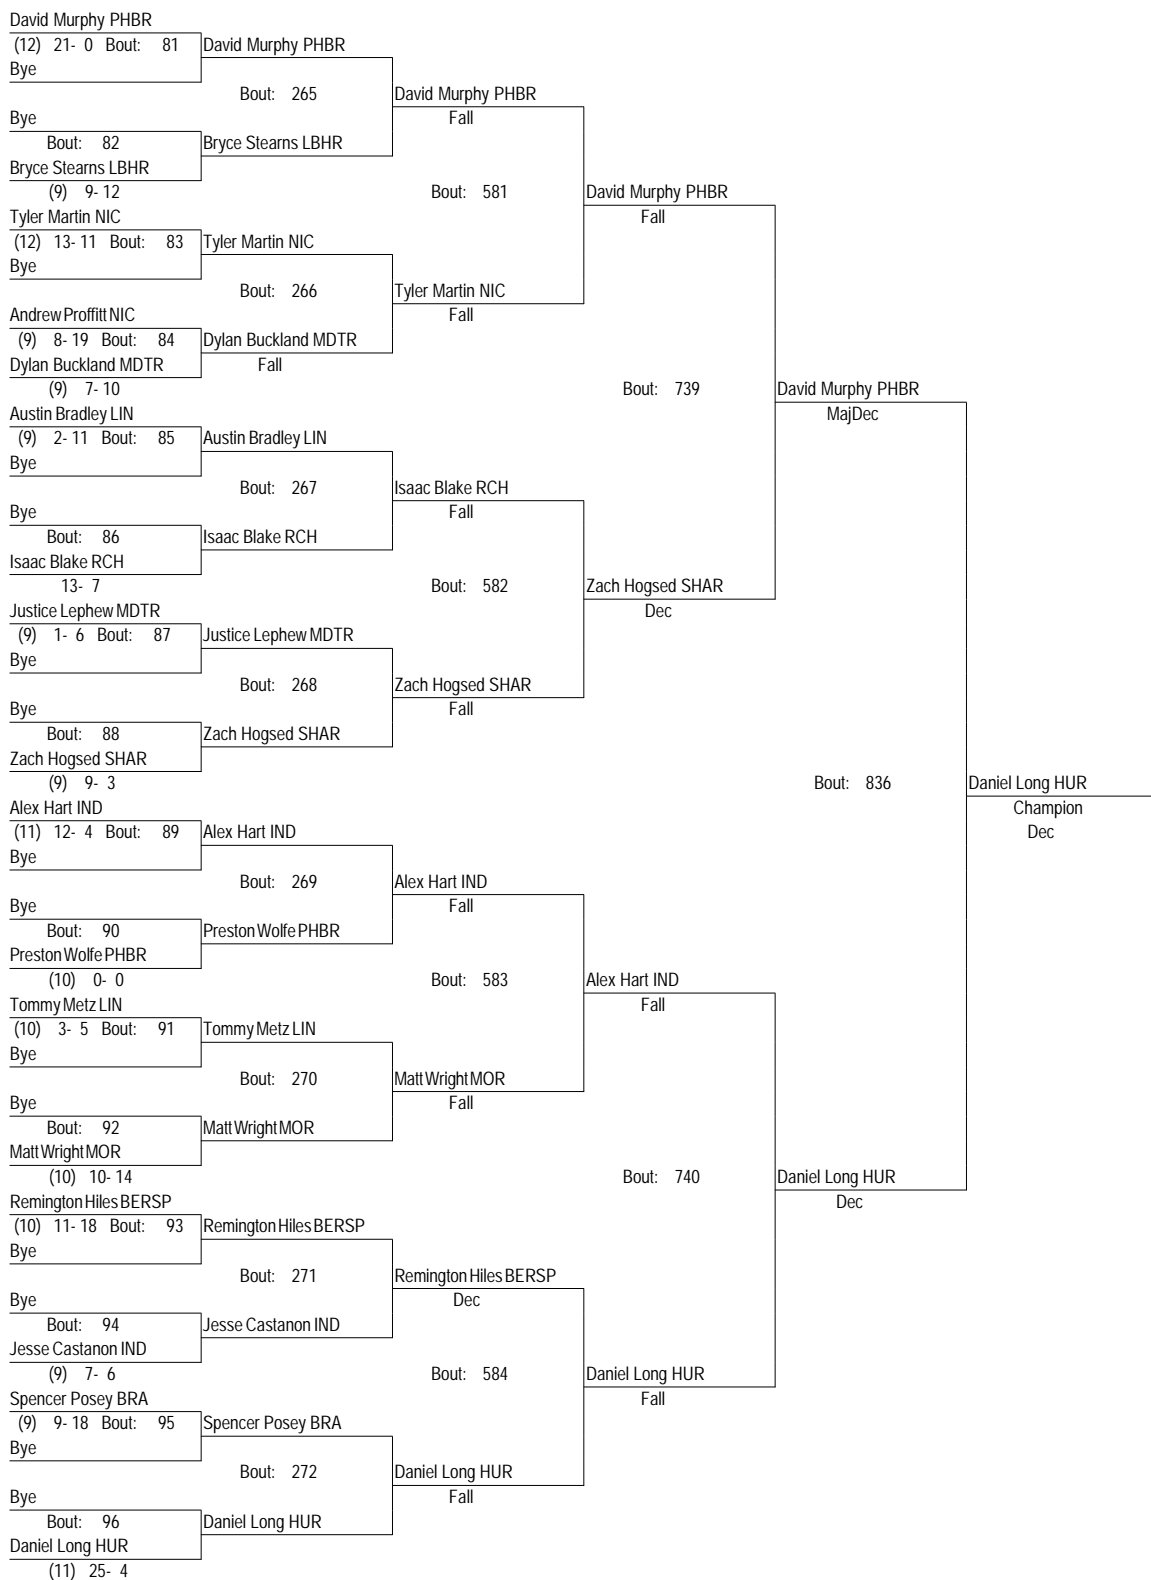 David Murphy PHBR
(12) 21- 0 Bout: 81 David Murphy PHBR
Bye
Bout: 265 David Murphy PHBR
Bye Fall
Bout: 82 Bryce Stearns LBHR
Bryce Stearns LBHR
(9) 9- 12 Bout: 581 David Murphy PHBR
Tyler Martin NIC Fall
(12) 13- 11 Bout: 83 Tyler Martin NIC
Bye
Bout: 266 Tyler Martin NIC
Andrew Proffitt NIC Fall
(9) 8- 19 Bout: 84 Dylan Buckland MDTR
Dylan Buckland MDTR Fall
(9) 7- 10 Bout: 739 David Murphy PHBR
Austin Bradley LIN MajDec
(9) 2- 11 Bout: 85 Austin Bradley LIN
Bye
Bout: 267 Isaac Blake RCH
Bye Fall
Bout: 86 Isaac Blake RCH
Isaac Blake RCH
13- 7 Bout: 582 Zach Hogsed SHAR
Justice Lephew MDTR Dec
(9) 1- 6 Bout: 87 Justice Lephew MDTR
Bye
Bout: 268 Zach Hogsed SHAR
Bye Fall
Bout: 88 Zach Hogsed SHAR
Zach Hogsed SHAR
(9) 9- 3 Bout: 836 Daniel Long HUR
Alex Hart IND Champion
(11) 12- 4 Bout: 89 Alex Hart IND Dec
Bye
Bout: 269 Alex Hart IND
Bye Fall
Bout: 90 Preston Wolfe PHBR
Preston Wolfe PHBR
(10) 0- 0 Bout: 583 Alex Hart IND
Tommy Metz LIN Fall
(10) 3- 5 Bout: 91 Tommy Metz LIN
Bye
Bout: 270 Matt Wright MOR
Bye Fall
Bout: 92 Matt Wright MOR
Matt Wright MOR
(10) 10- 14 Bout: 740 Daniel Long HUR
Remington Hiles BERSP Dec
(10) 11- 18 Bout: 93 Remington Hiles BERSP
Bye
Bout: 271 Remington Hiles BERSP
Bye Dec
Bout: 94 Jesse Castanon IND
Jesse Castanon IND
(9) 7- 6 Bout: 584 Daniel Long HUR
Spencer Posey BRA Fall
(9) 9- 18 Bout: 95 Spencer Posey BRA
Bye
Bout: 272 Daniel Long HUR
Bye Fall
Bout: 96 Daniel Long HUR
Daniel Long HUR
(11) 25- 4